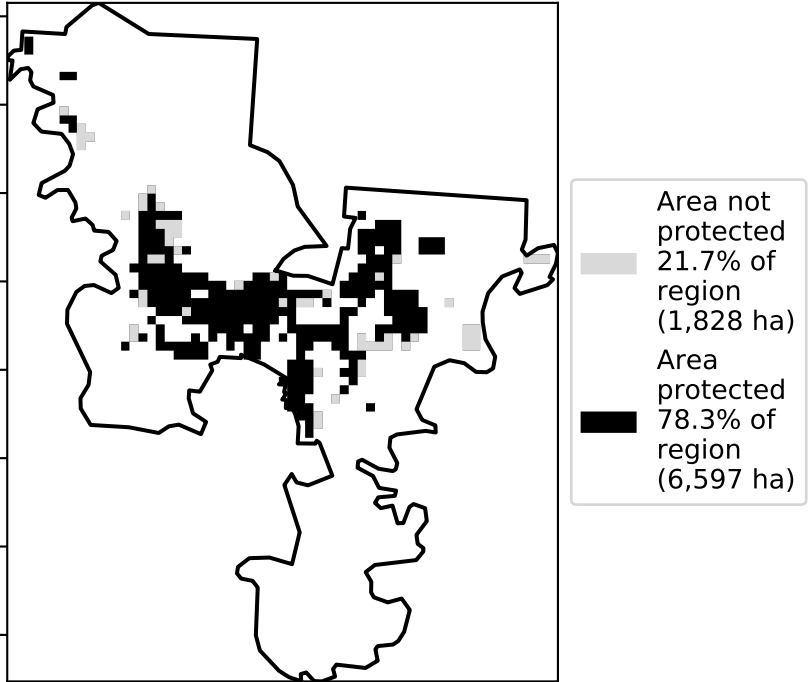 Area not
protected
21.7% of
region
(1,828 ha)
Area
protected
78.3% of
region
(6,597 ha)